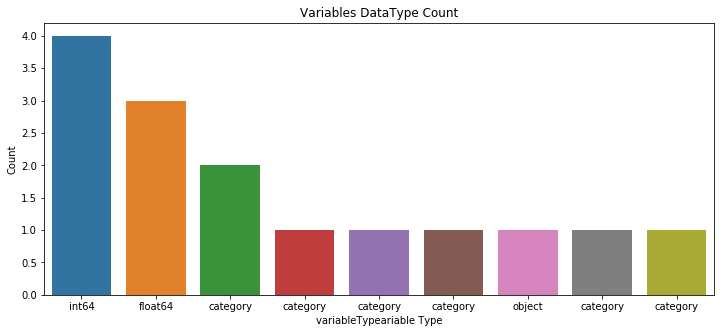 Variables DataType Count
Count
4.0
3.5
3.0
2.5
2.0
1.5
1.0
0.5
0.0
int64 float64 category category category category object category category
variableTypeariable Type